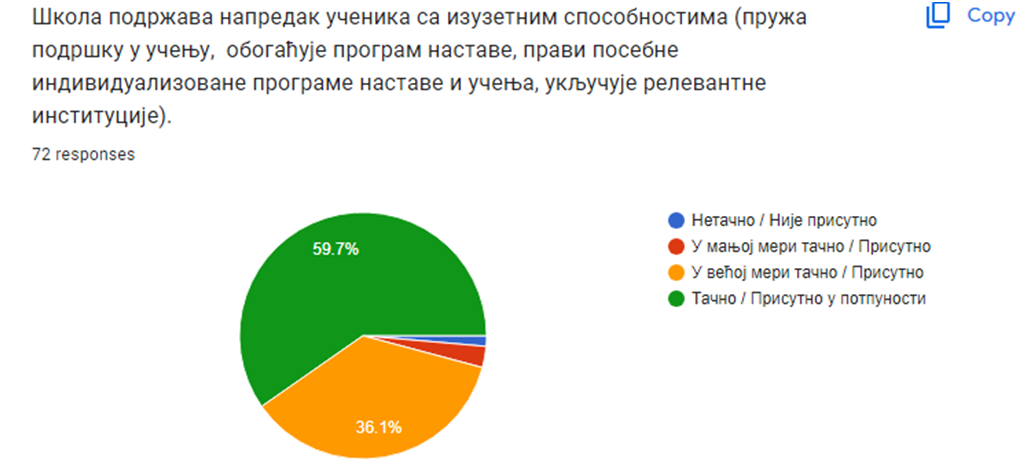 Школа подржава напредак ученика са изузетним способностима (пружа
подршку у учењу,  обогаћује програм наставе, прави посебне
индивидуализоване програме наставе и учења, укључује релевантне
институције).
Copy
72 responses
59.7%
36.1%
Нетачно / Није присутно
У мањој мери тачно / Присутно
У већој мери тачно / Присутно
Тачно / Присутно у потпуности